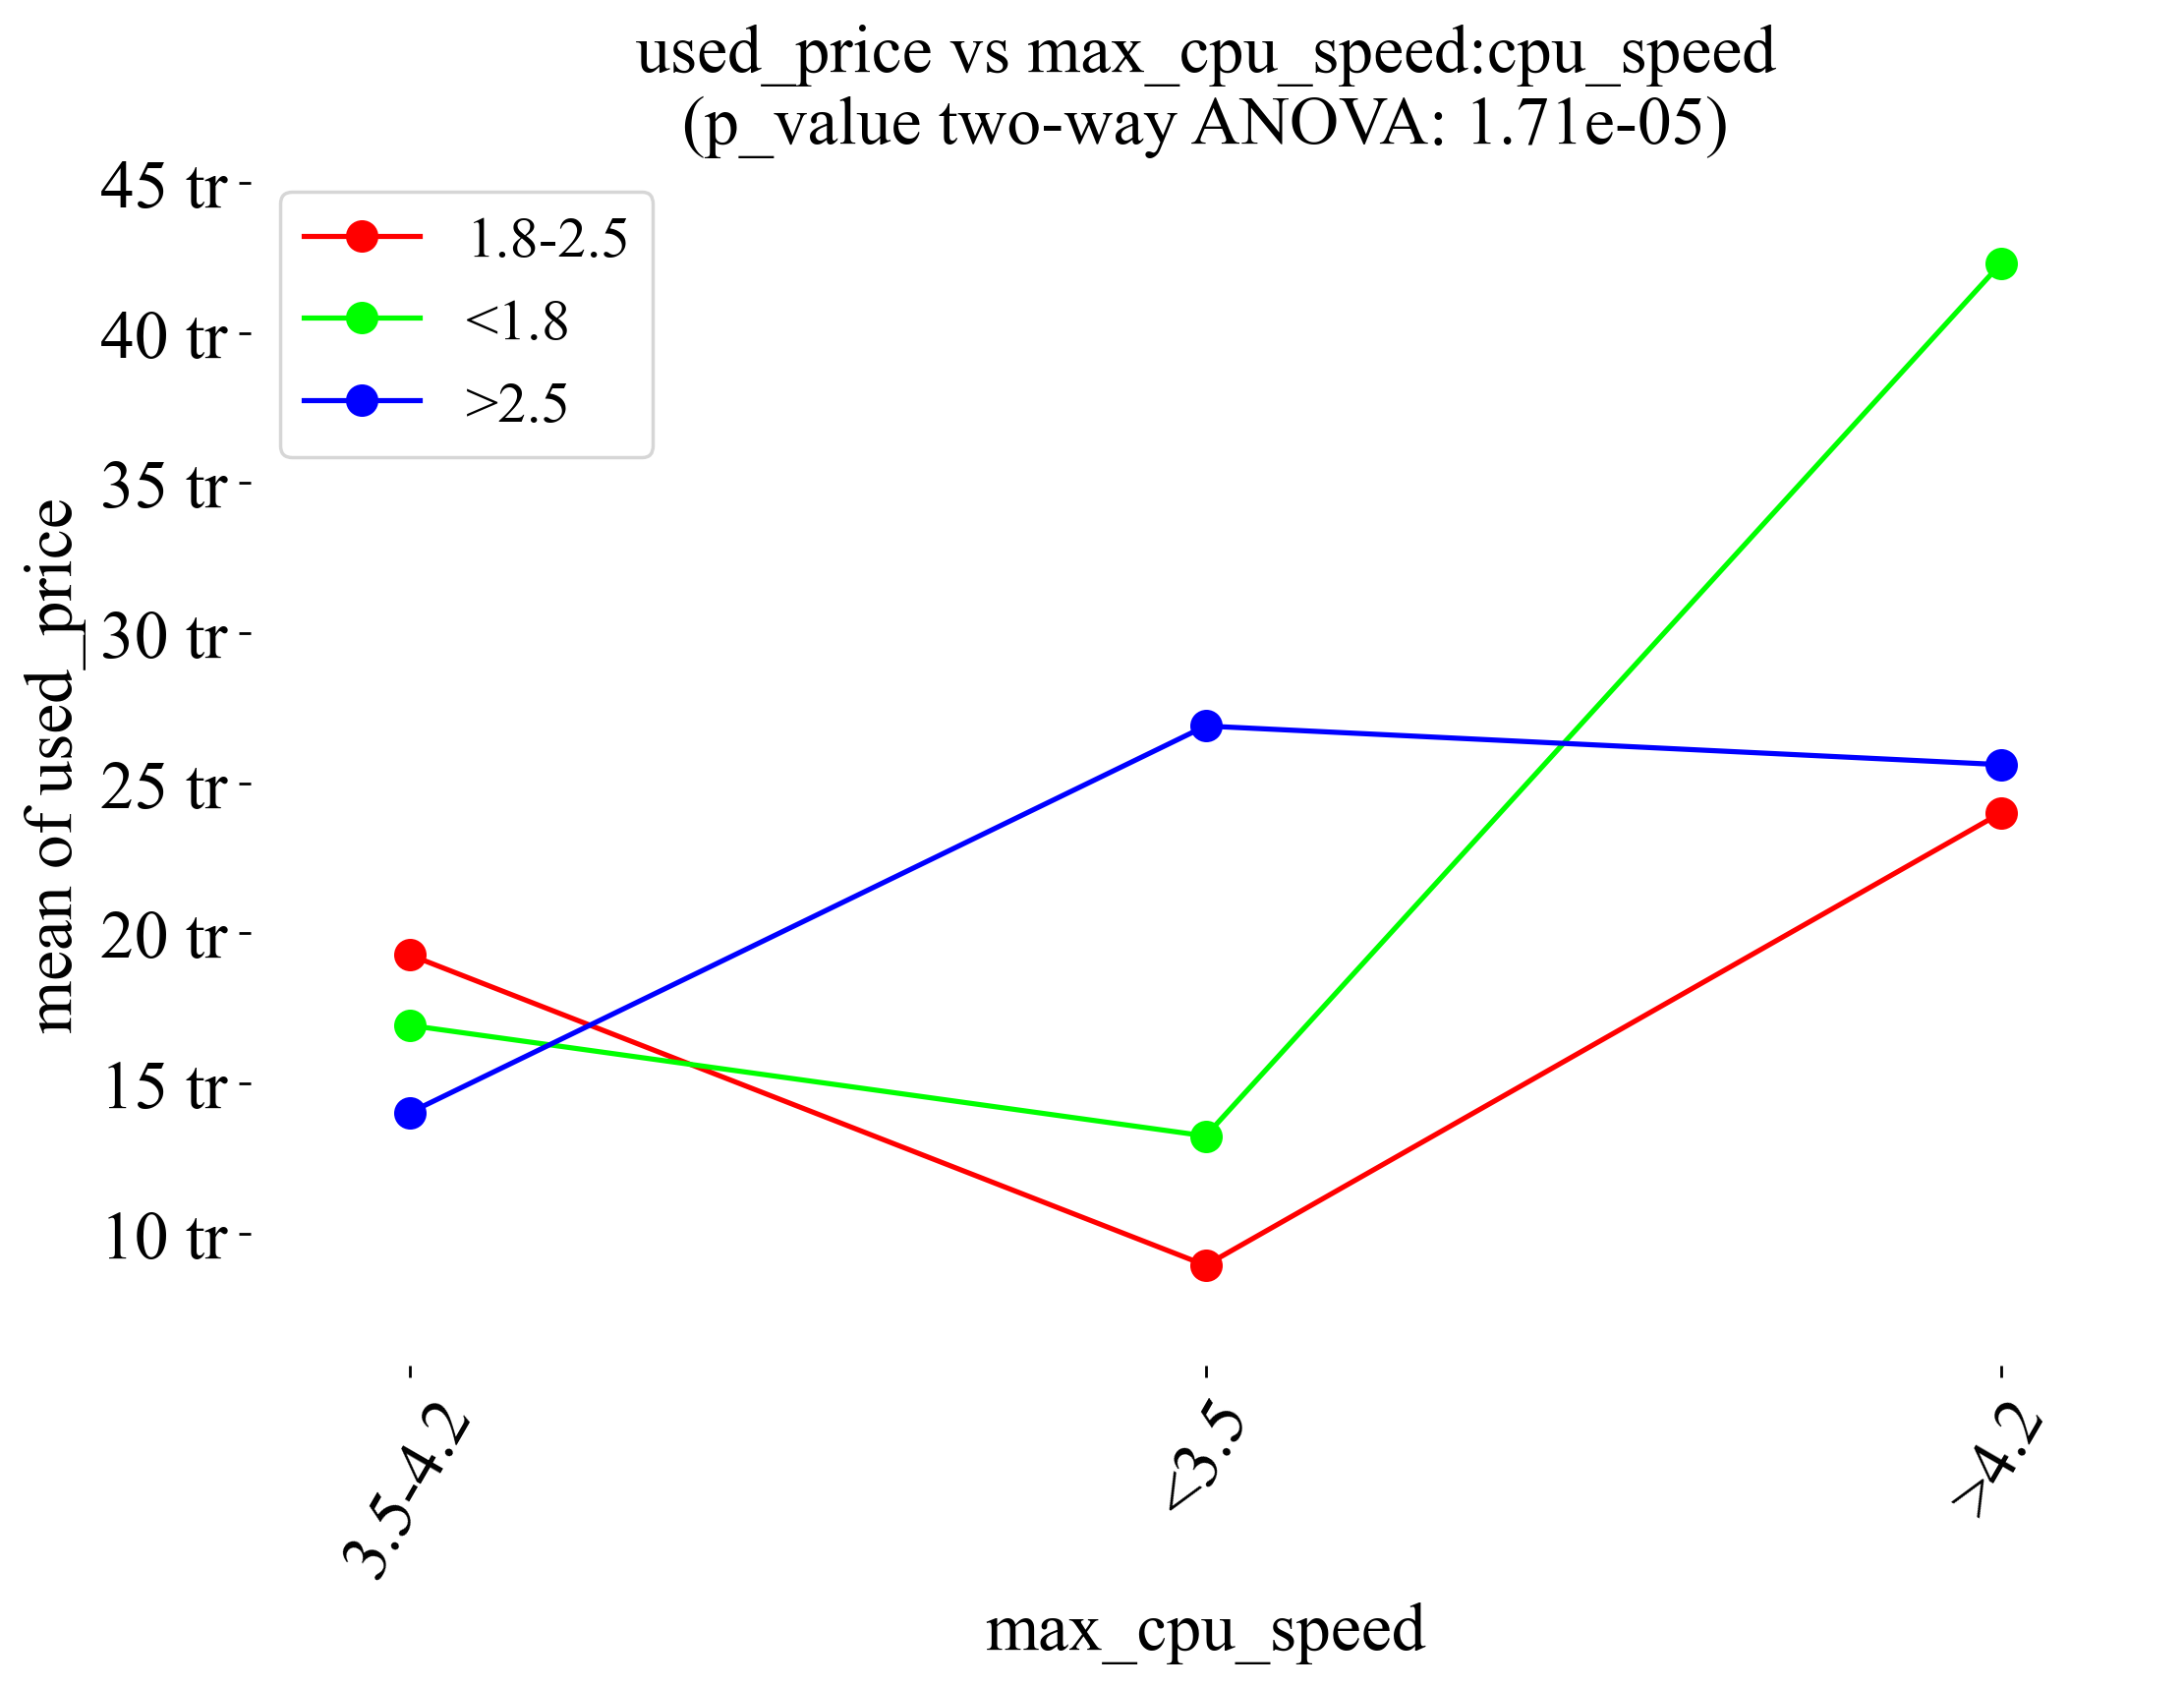 used_price vs max_cpu_speed:cpu_speed
(p_value two-way ANOVA: 1.71e-05)
45 tr
40 tr
35 tr
30 tr
25 tr
20 tr
15 tr
10 tr
1.8-2.5
<1.8
>2.5
mean of used_price
3.5-4.2
<3.5
>4.2
max_cpu_speed